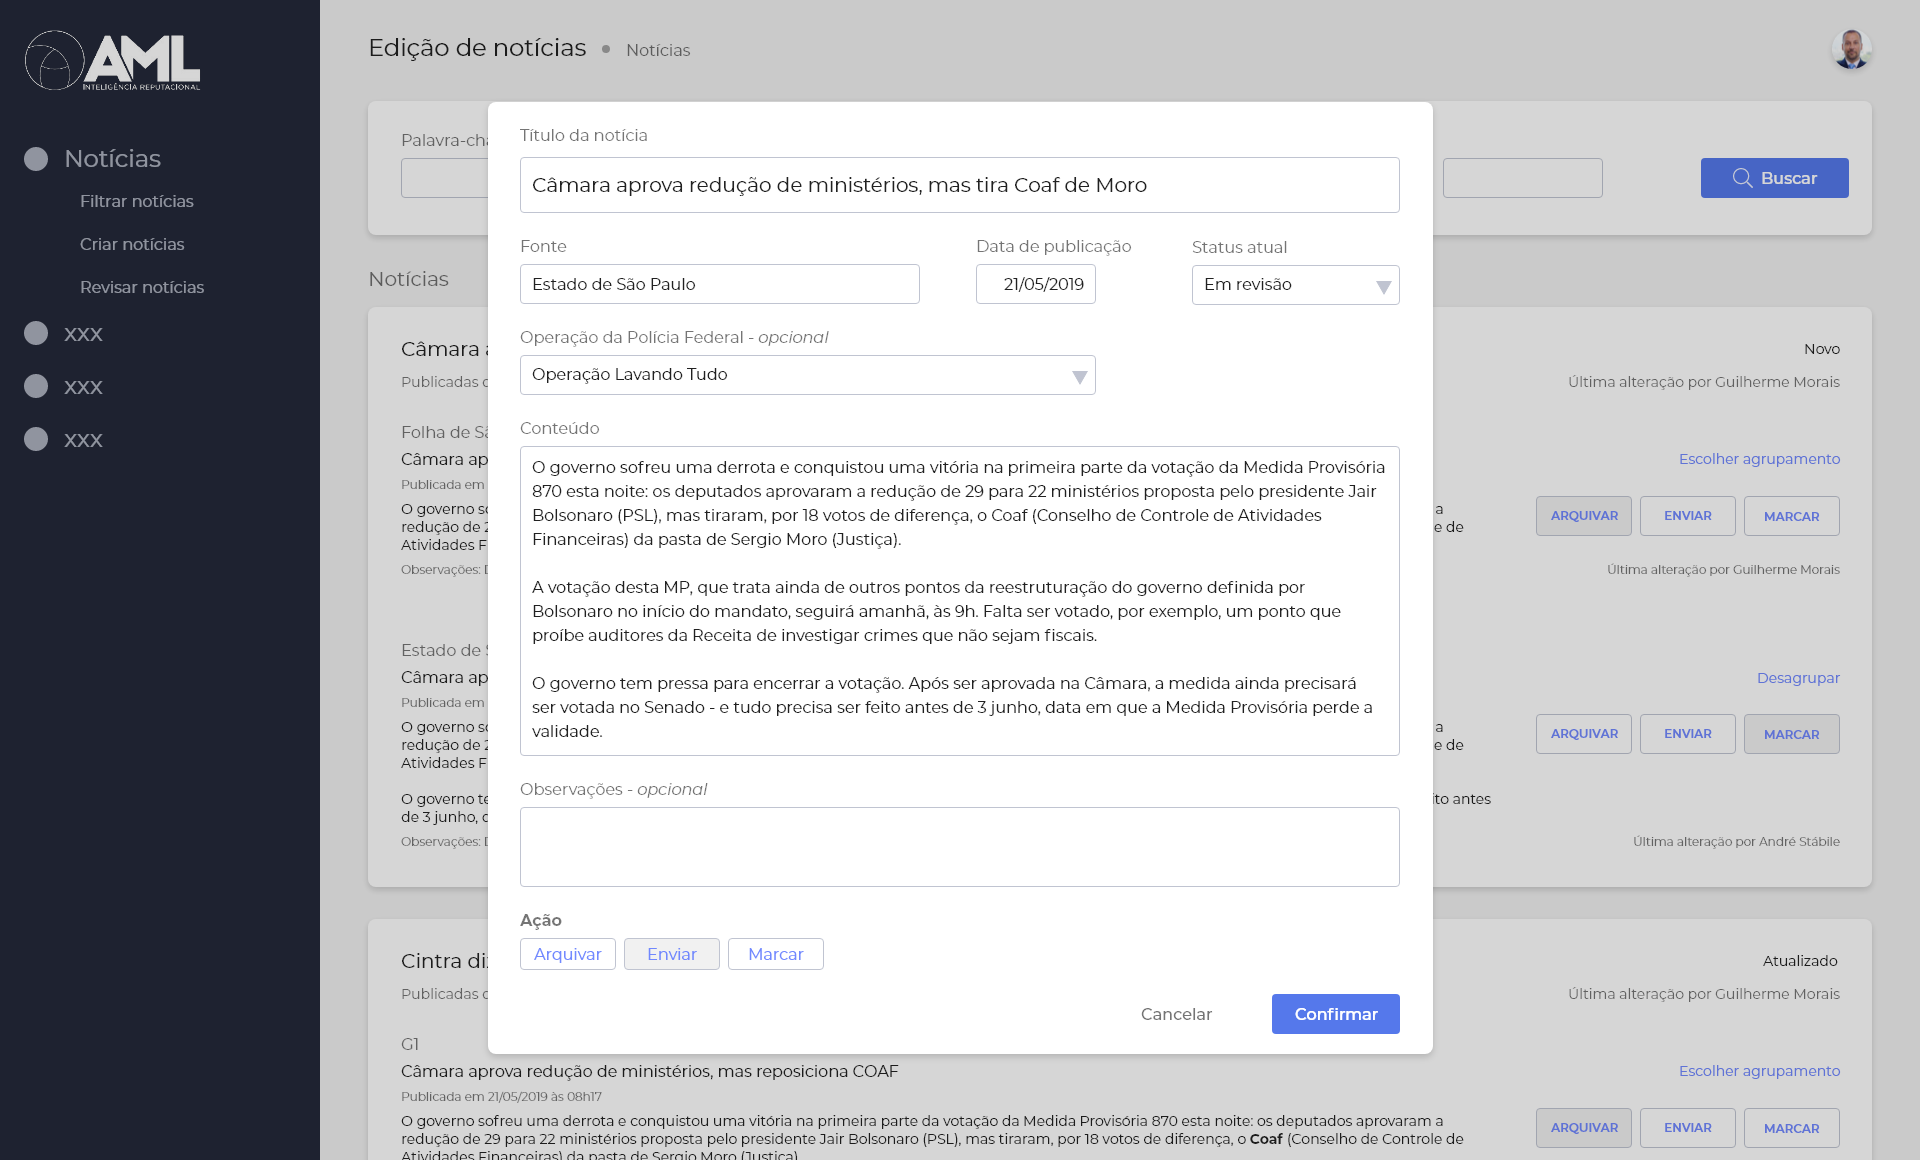 AML
INTELIGÊNCIA REPUTACIONAL
Notícias
Filtrar notícias
Criar notícias
Revisar notícias
XXX
XXX
XXX
Edição de notícias • Notícias
Buscar
Notícias
Título da notícia
Câmara aprova redução de ministérios, mas tira Coaf de Moro
Fonte
Data de publicação
Status atual
Estado de São Paulo
21/05/2019
Em revisão
Operação da Polícia Federal - opcional
Operação Lavando Tudo
Conteúdo
O governo sofreu uma derrota e conquistou uma vitória na primeira parte da votação da Medida Provisória
870 esta noite: os deputados aprovaram a redução de 29 para 22 ministérios proposta pelo presidente Jair
Bolsonaro (PSL), mas tiraram, por 18 votos de diferença, o Coaf (Conselho de Controle de Atividades
Financeiras) da pasta de Sergio Moro (Justiça).
A votação desta MP, que trata ainda de outros pontos da reestruturação do governo definida por
Bolsonaro no início do mandato, seguirá amanhã, às 9h. Falta ser votado, por exemplo, um ponto que
proíbe auditores da Receita de investigar crimes que não sejam fiscais.
O governo tem pressa para encerrar a votação. Após ser aprovada na Câmara, a medida ainda precisará
ser votada no Senado - e tudo precisa ser feito antes de 3 junho, data em que a Medida Provisória perde a
validade.
Observações - opcional
Ação
Arquivar
Enviar
Marcar
Cancelar
Confirmar
Câmara
Novo
Publicadas
Última alteração por Guilherme Morais
Folha de
Câmara
Escolher agrupamento
Publicada em
O governo
a
redução de
e de
Atividades
ARQUIVAR
ENVIAR
MARCAR
Observações:
Última alteração por Guilherme Morais
Estado de
Câmara
Desagrupar
Publicada em
O governo
a
redução de
e de
Atividades
ARQUIVAR
ENVIAR
MARCAR
O governo
antes
de 3 junho,
Observações:
Última alteração por André Stábile
Cintra
Atualizado
Publicadas
Última alteração por Guilherme Morais
G1
Câmara aprova redução de ministérios, mas reposiciona COAF
Escolher agrupamento
Publicada em 21/05/2019 às 08h17
O governo sofreu uma derrota e conquistou uma vitória na primeira parte da votação da Medida Provisória 870 esta noite: os deputados aprovaram a
redução de 29 para 22 ministérios proposta pelo presidente Jair Bolsonaro (PSL), mas tiraram, por 18 votos de diferença, o Coaf (Conselho de Controle de
Atividades Financeiras) da pasta de Sergio Moro (Justiça)
ARQUIVAR
ENVIAR
MARCAR